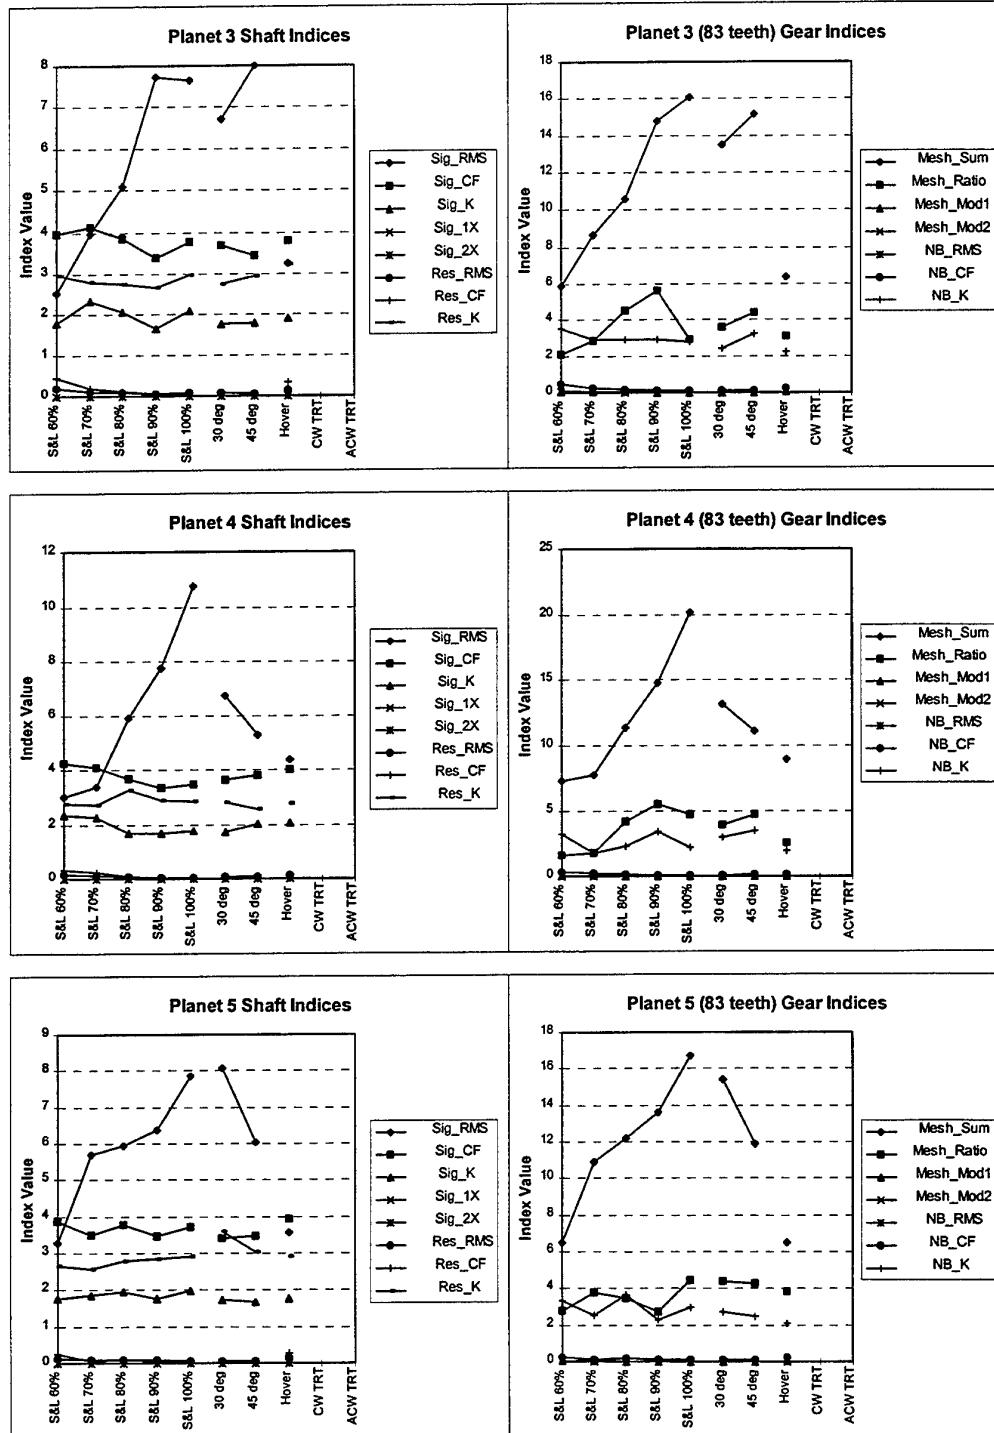 Planet 3 Shaft Indices
8
7
6
5
4
3
2
1
0
Index Value
S&L 60%
S&L 70%
S&L 80%
S&L 90%
S&L 100%
30 deg
45 deg
Hover
CW TRT
ACW TRT
Sig_RMS
Sig_CF
Sig_K
Sig_1X
Sig_2X
Res_RMS
Res_CF
Res_K
Planet 3 (83 teeth) Gear Indices
18
16
14
12
10
8
6
4
2
0
Index Value
S&L 60%
S&L 70%
S&L 80%
S&L 90%
S&L 100%
30 deg
45 deg
Hover
CW TRT
ACW TRT
Mesh_Sum
Mesh_Ratio
Mesh_Mod1
Mesh_Mod2
NB_RMS
NB_CF
NB_K
Planet 4 Shaft Indices
12
10
8
6
4
2
0
Index Value
S&L 60%
S&L 70%
S&L 80%
S&L 90%
S&L 100%
30 deg
45 deg
Hover
CW TRT
ACW TRT
Sig_RMS
Sig_CF
Sig_K
Sig_1X
Sig_2X
Res_RMS
Res_CF
Res_K
Planet 4 (83 teeth) Gear Indices
25
20
15
10
5
0
Index Value
S&L 60%
S&L 70%
S&L 80%
S&L 90%
S&L 100%
30 deg
45 deg
Hover
CW TRT
ACW TRT
Mesh_Sum
Mesh_Ratio
Mesh_Mod1
Mesh_Mod2
NB_RMS
NB_CF
NB_K
Planet 5 Shaft Indices
9
8
7
6
5
4
3
2
1
0
Index Value
S&L 60%
S&L 70%
S&L 80%
S&L 90%
S&L 100%
30 deg
45 deg
Hover
CW TRT
ACW TRT
Sig_RMS
Sig_CF
Sig_K
Sig_1X
Sig_2X
Res_RMS
Res_CF
Res_K
Planet 5 (83 teeth) Gear Indices
18
16
14
12
10
8
6
4
2
0
Index Value
S&L 60%
S&L 70%
S&L 80%
S&L 90%
S&L 100%
30 deg
45 deg
Hover
CW TRT
ACW TRT
Mesh_Sum
Mesh_Ratio
Mesh_Mod1
Mesh_Mod2
NB_RMS
NB_CF
NB_K